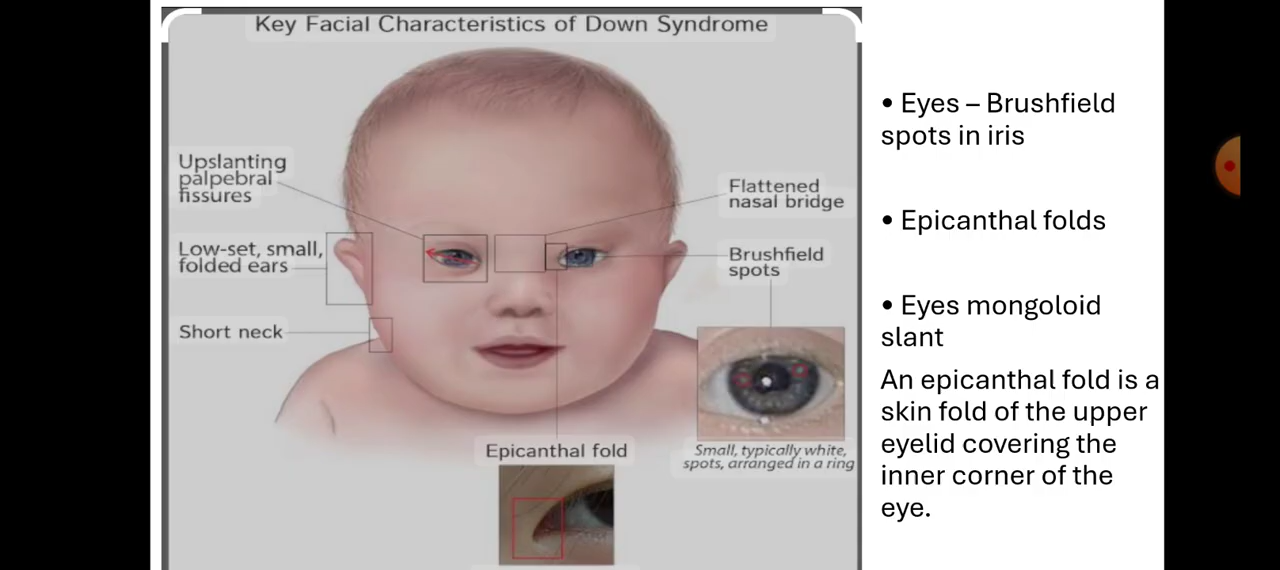 Key Facial Characteristics of Down Syndrome
Upslanting
palpebral
fissures
Low-set, small,
folded ears
Short neck
Flattened
nasal bridge
Brushfield
spots
Small, typically white,
spots, arranged in a ring
Epicanthal fold
• Eyes – Brushfield
spots in iris
• Epicanthal folds
• Eyes mongoloid
slant
An epicanthal fold is a
skin fold of the upper
eyelid covering the
inner corner of the
eye.